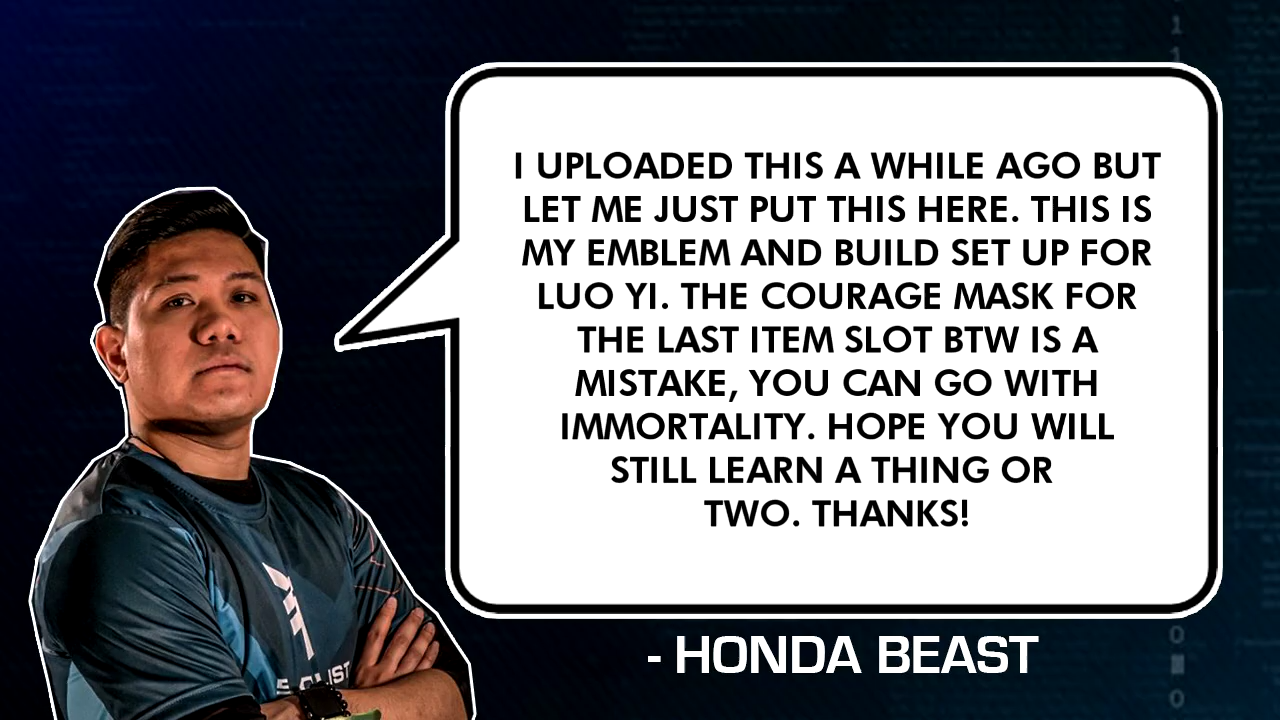 I UPLOADED THIS A WHILE AGO BUT
LET ME JUST PUT THIS HERE. THIS IS
MY EMBLEM AND BUILD SET UP FOR
LUO YI. THE COURAGE MASK FOR
THE LAST ITEM SLOT BTW IS A
MISTAKE, YOU CAN GO WITH
IMMORTALITY. HOPE YOU WILL
STILL LEARN A THING OR
TWO. THANKS!
- HONDA BEAST